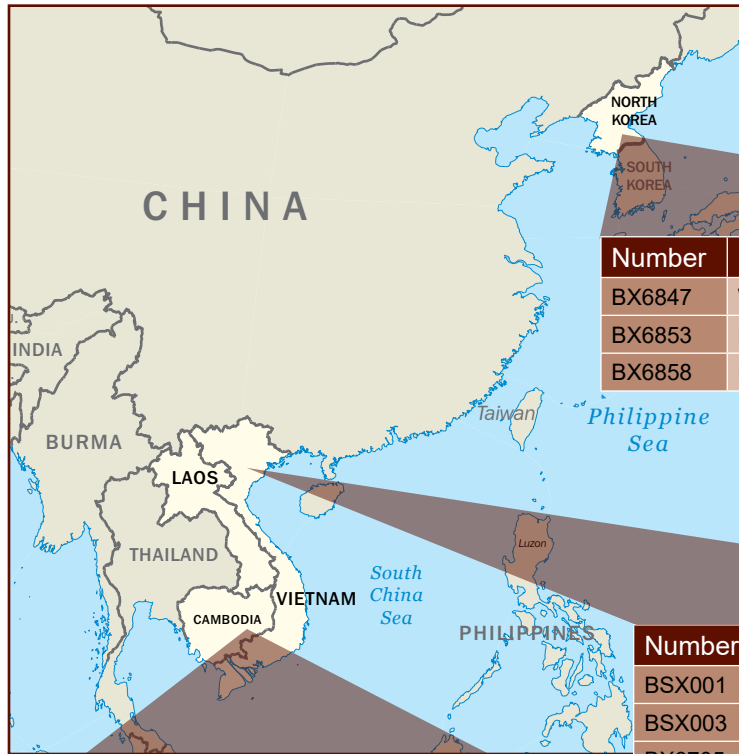 NORTH
KOREA
SOUTH
KOREA
CHINA
Number
BX6847
BX6853
BX6858
INDIA
BURMA
Taiwan
Philippine
Sea
LAOS
THAILAND
Luzon
South
China
Sea
VIETNAM
CAMBODIA
PHILIPPINES
Number
BSX001
BSX003